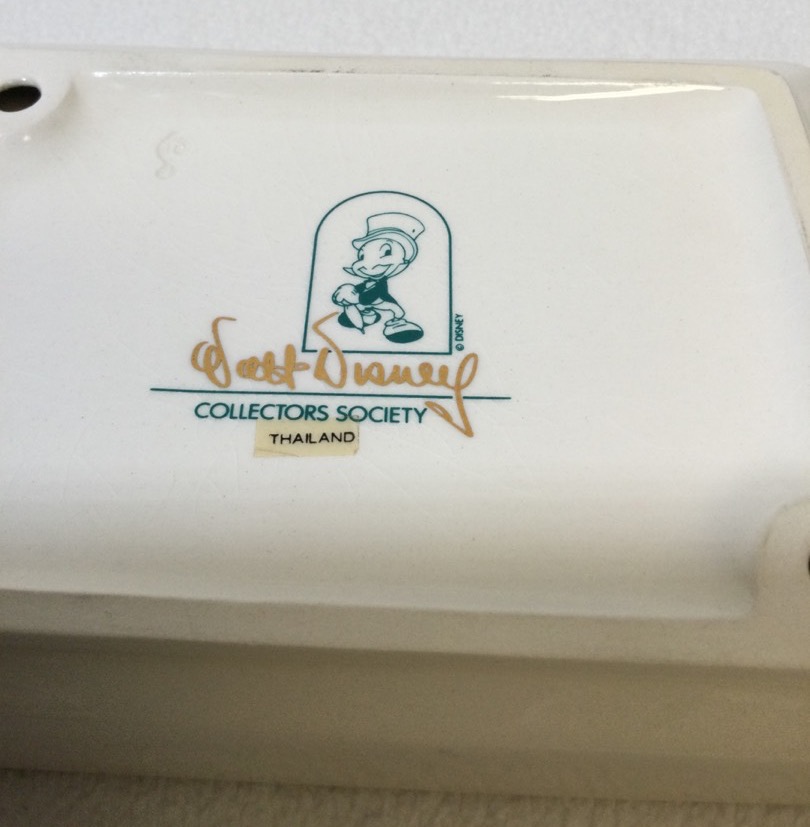 © DISNEY
Walt Disney
COLLECTORS SOCIETY
THAILAND